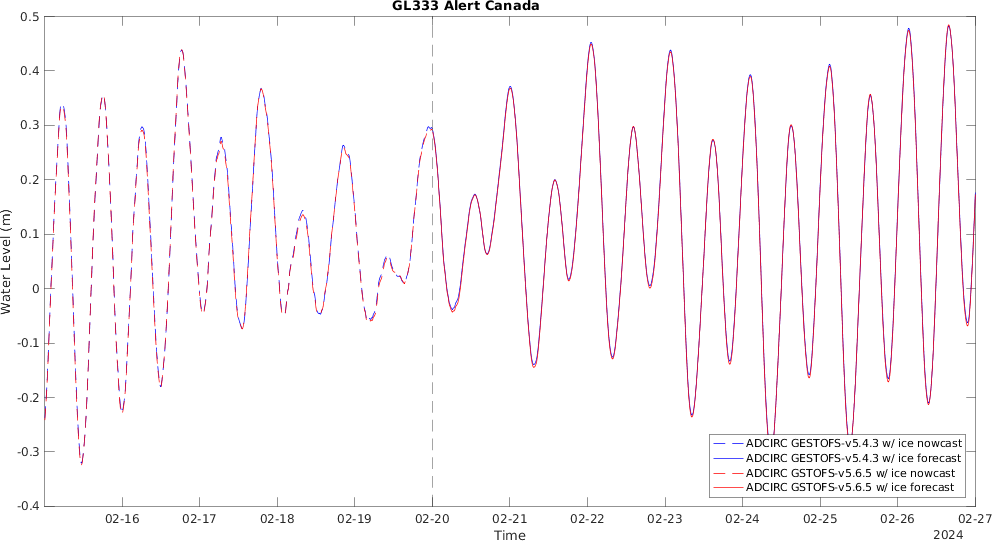 GL333 Alert Canada
0.5
0.4
0.3
0.2
0.1
0
-0.1
-0.2
-0.3
-0.4
Water Level (m)
ADCIRC GESTOFS-v5.4.3 w/ ice nowcast
ADCIRC GESTOFS-v5.4.3 w/ ice forecast
ADCIRC GSTOFS-v5.6.5 w/ ice nowcast
ADCIRC GSTOFS-v5.6.5 w/ ice forecast
02-16 02-17 02-18 02-19 02-20 02-21 02-22 02-23 02-24 02-25 02-26 02-27
Time
2024